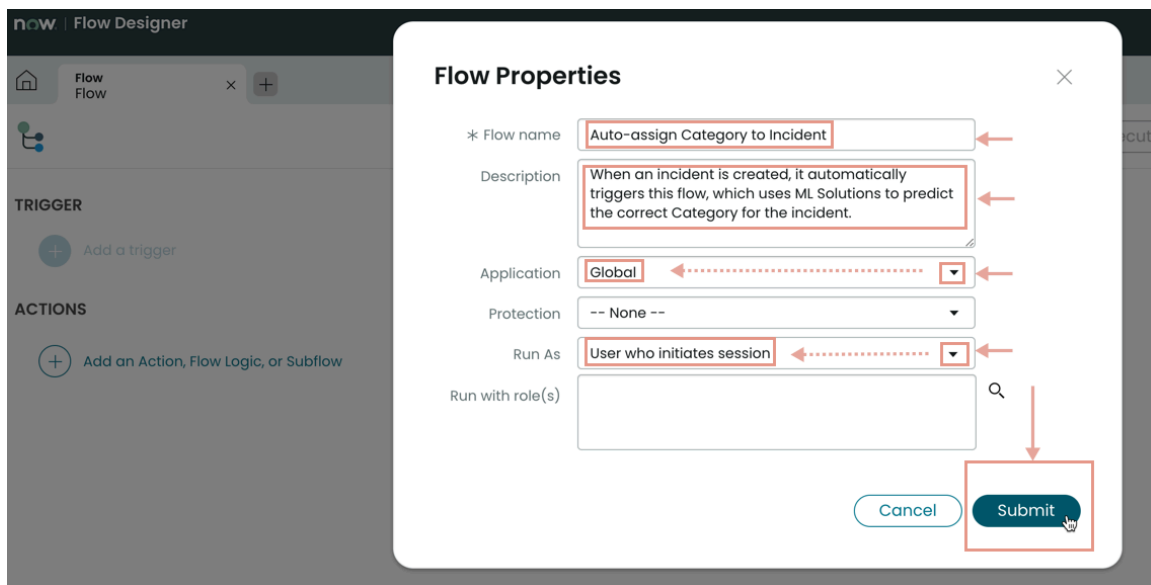 now. | Flow Designer
Flow
Flow
TRIGGER
Add a trigger
ACTIONS
Add an Action, Flow Logic, or Subflow
Flow Properties
* Flow name
Auto-assign Category to Incident
Description
When an incident is created, it automatically
triggers this flow, which uses ML Solutions to predict
the correct Category for the incident.
Application
Global
Protection
-- None --
Run As
User who initiates session
Run with role(s)
Cancel
Submit